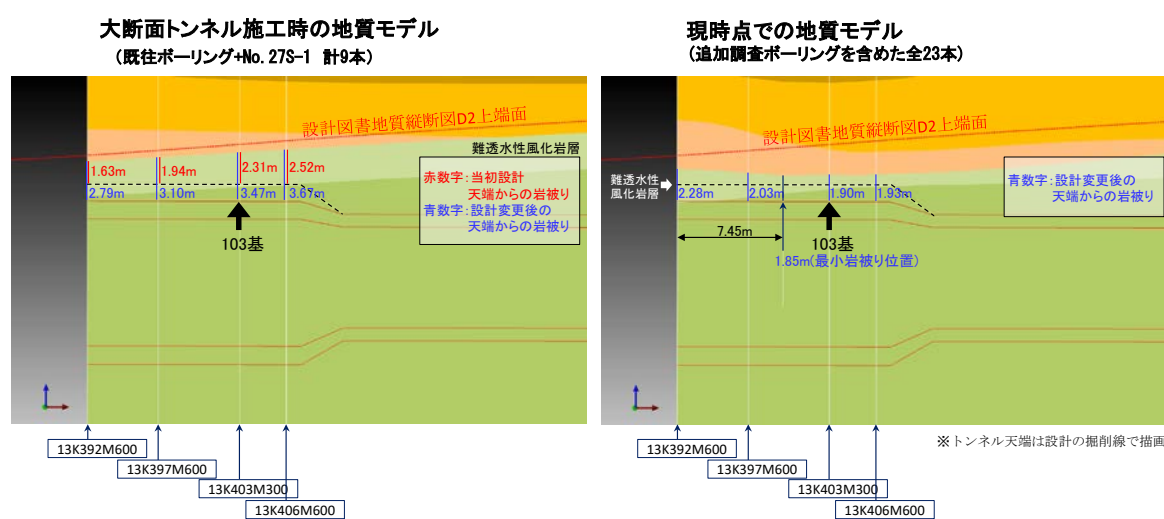 大断面トンネル施工時の地質モデル
(既往ボーリング+No. 27S-1 計9本)
設計図書地質縦断図D2上端面
難透水性風化岩層
1.63m
1.94m
2.31m
2.52m
2.79m
3.10m
3.47m
3.67m
赤数字:当初設計
天端からの岩被り
青数字:設計変更後の
天端からの岩被り
103基
13K392M600
13K397M600
13K403M300
13K406M600
現時点での地質モデル
(追加調査ボーリングを含めた全23本)
設計図書地質縦断図D2上端面
難透水性
風化岩層
2.28m
2.03m
1.90m
1.93m
青数字:設計変更後の
天端からの岩被り
7.45m
103基
1.85m(最小岩被り位置)
※トンネル天端は設計の掘削線で描画
13K392M600
13K397M600
13K403M300
13K406M600